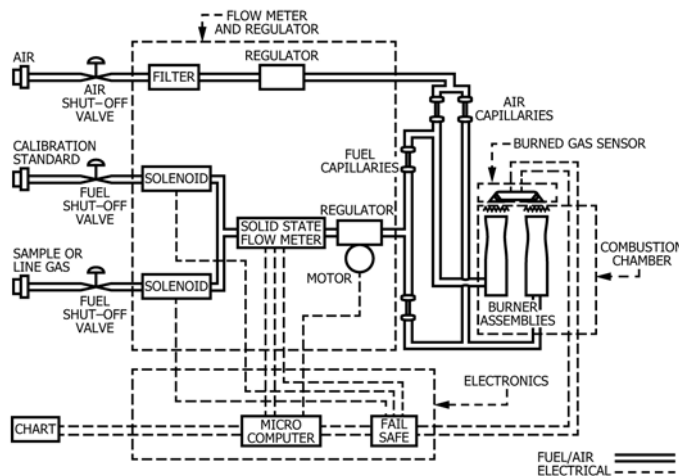 FLOW METER
AND REGULATOR
AIR
REGULATOR
FILTER
AIR
SHUT–OFF
VALVE
AIR
CAPILLARIES
CALIBRATION
STANDARD
BURNED GAS SENSOR
FUEL
CAPILLARIES
SOLENOID
FUEL
SHUT–OFF
VALVE
REGULATOR
SOLID STATE
FLOW METER
COMBUSTION
CHAMBER
SAMPLE OR
LINE GAS
SOLENOID
MOTOR
BURNER
ASSEMBLIES
FUEL
SHUT–OFF
VALVE
ELECTRONICS
CHART
MICRO
COMPUTER
FAIL
SAFE
FUEL/AIR
ELECTRICAL